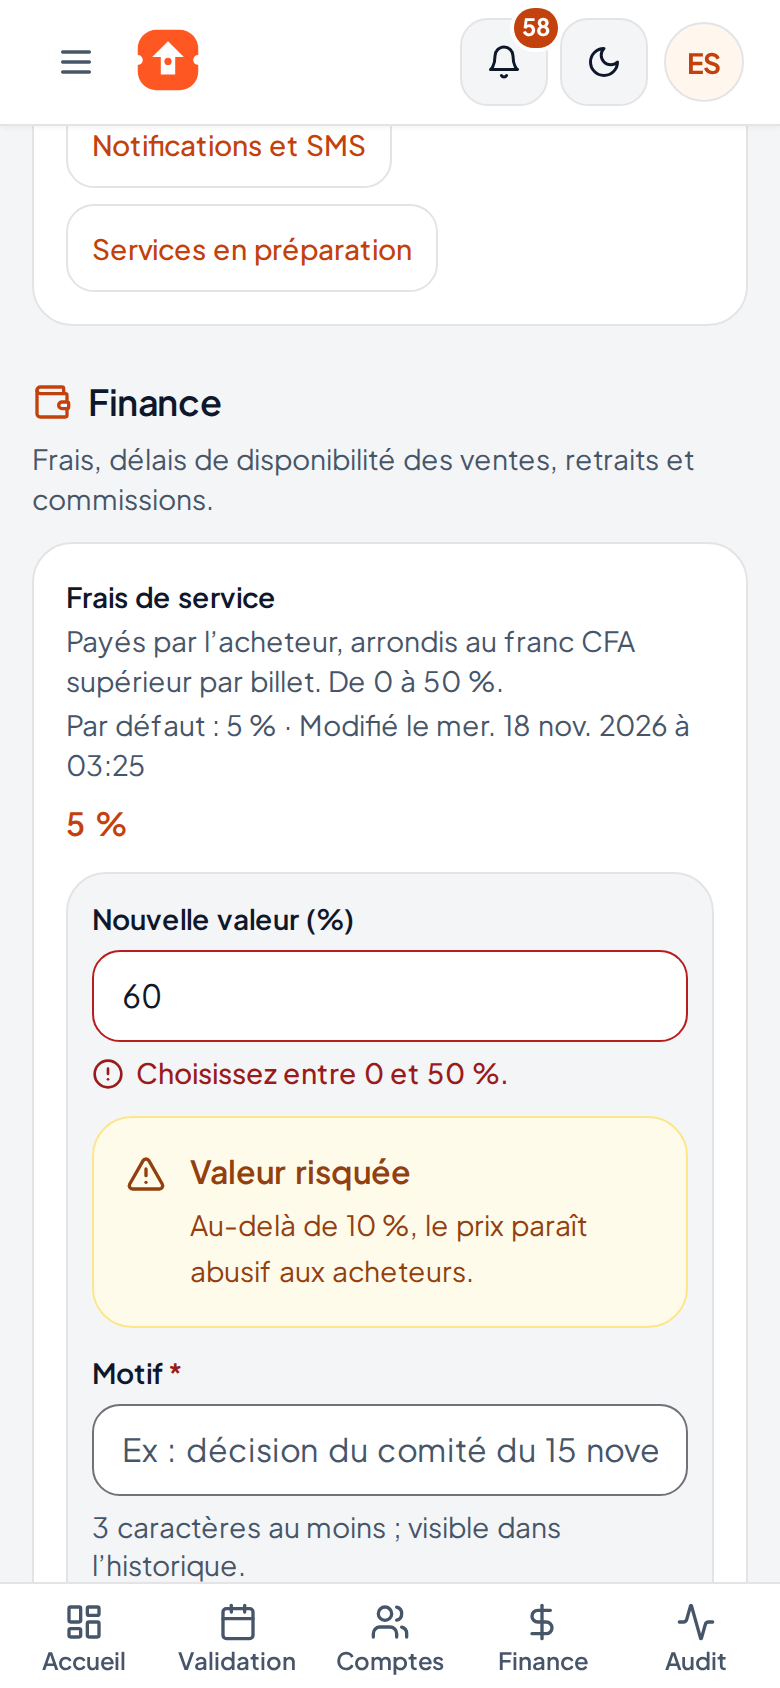 58
ES
Notifications et SMS
Services en préparation
Finance
Frais, délais de disponibilité des ventes, retraits et
commissions.
Frais de service
Payés par l’acheteur, arrondis au franc CFA
supérieur par billet. De 0 à 50 %.
Par défaut : 5 % · Modifié le mer. 18 nov. 2026 à
03:25
5 %
Nouvelle valeur (%)
60
Choisissez entre 0 et 50 %.
Valeur risquée
Au-delà de 10 %, le prix paraît
abusif aux acheteurs.
Motif *
Ex : décision du comité du 15 nove
3 caractères au moins ; visible dans
l’historique.
Accueil
Validation
Comptes
Finance
Audit